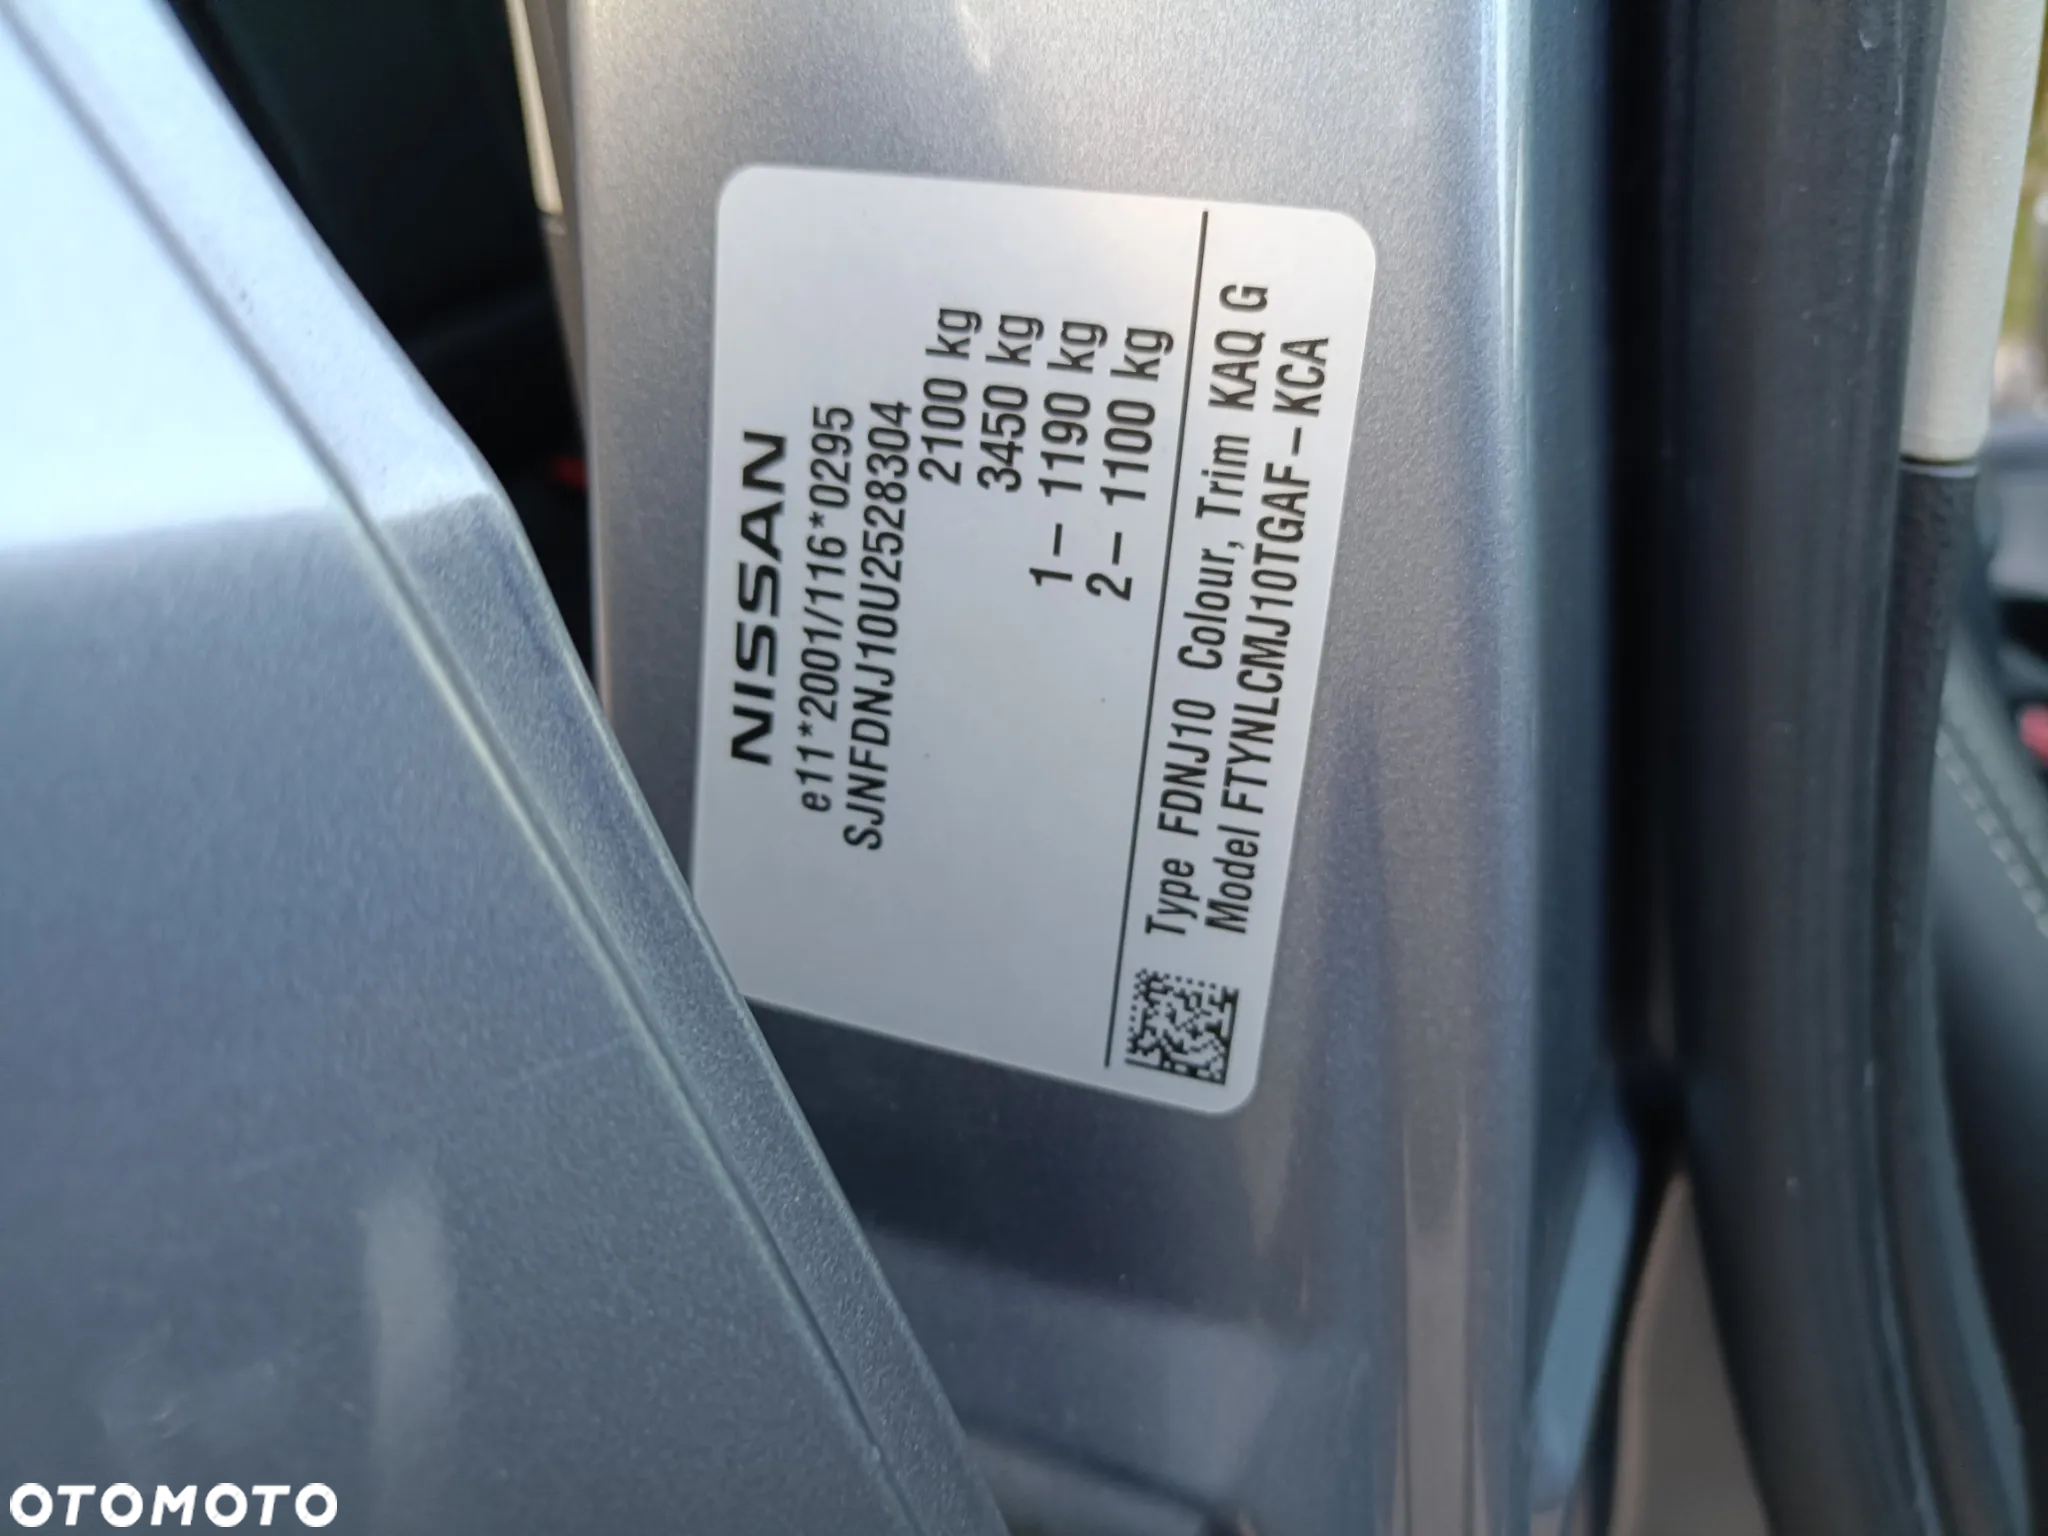 NISSAN
e11*2001/116*0295
SJNFDNJ10U2528304
2100 kg
3450 kg
1– 1190 kg
2– 1100 kg
Type FDNJ10 Colour, Trim KAQ G
Model FTYNLCMJ10TGAF–KCA
OTOMOTO